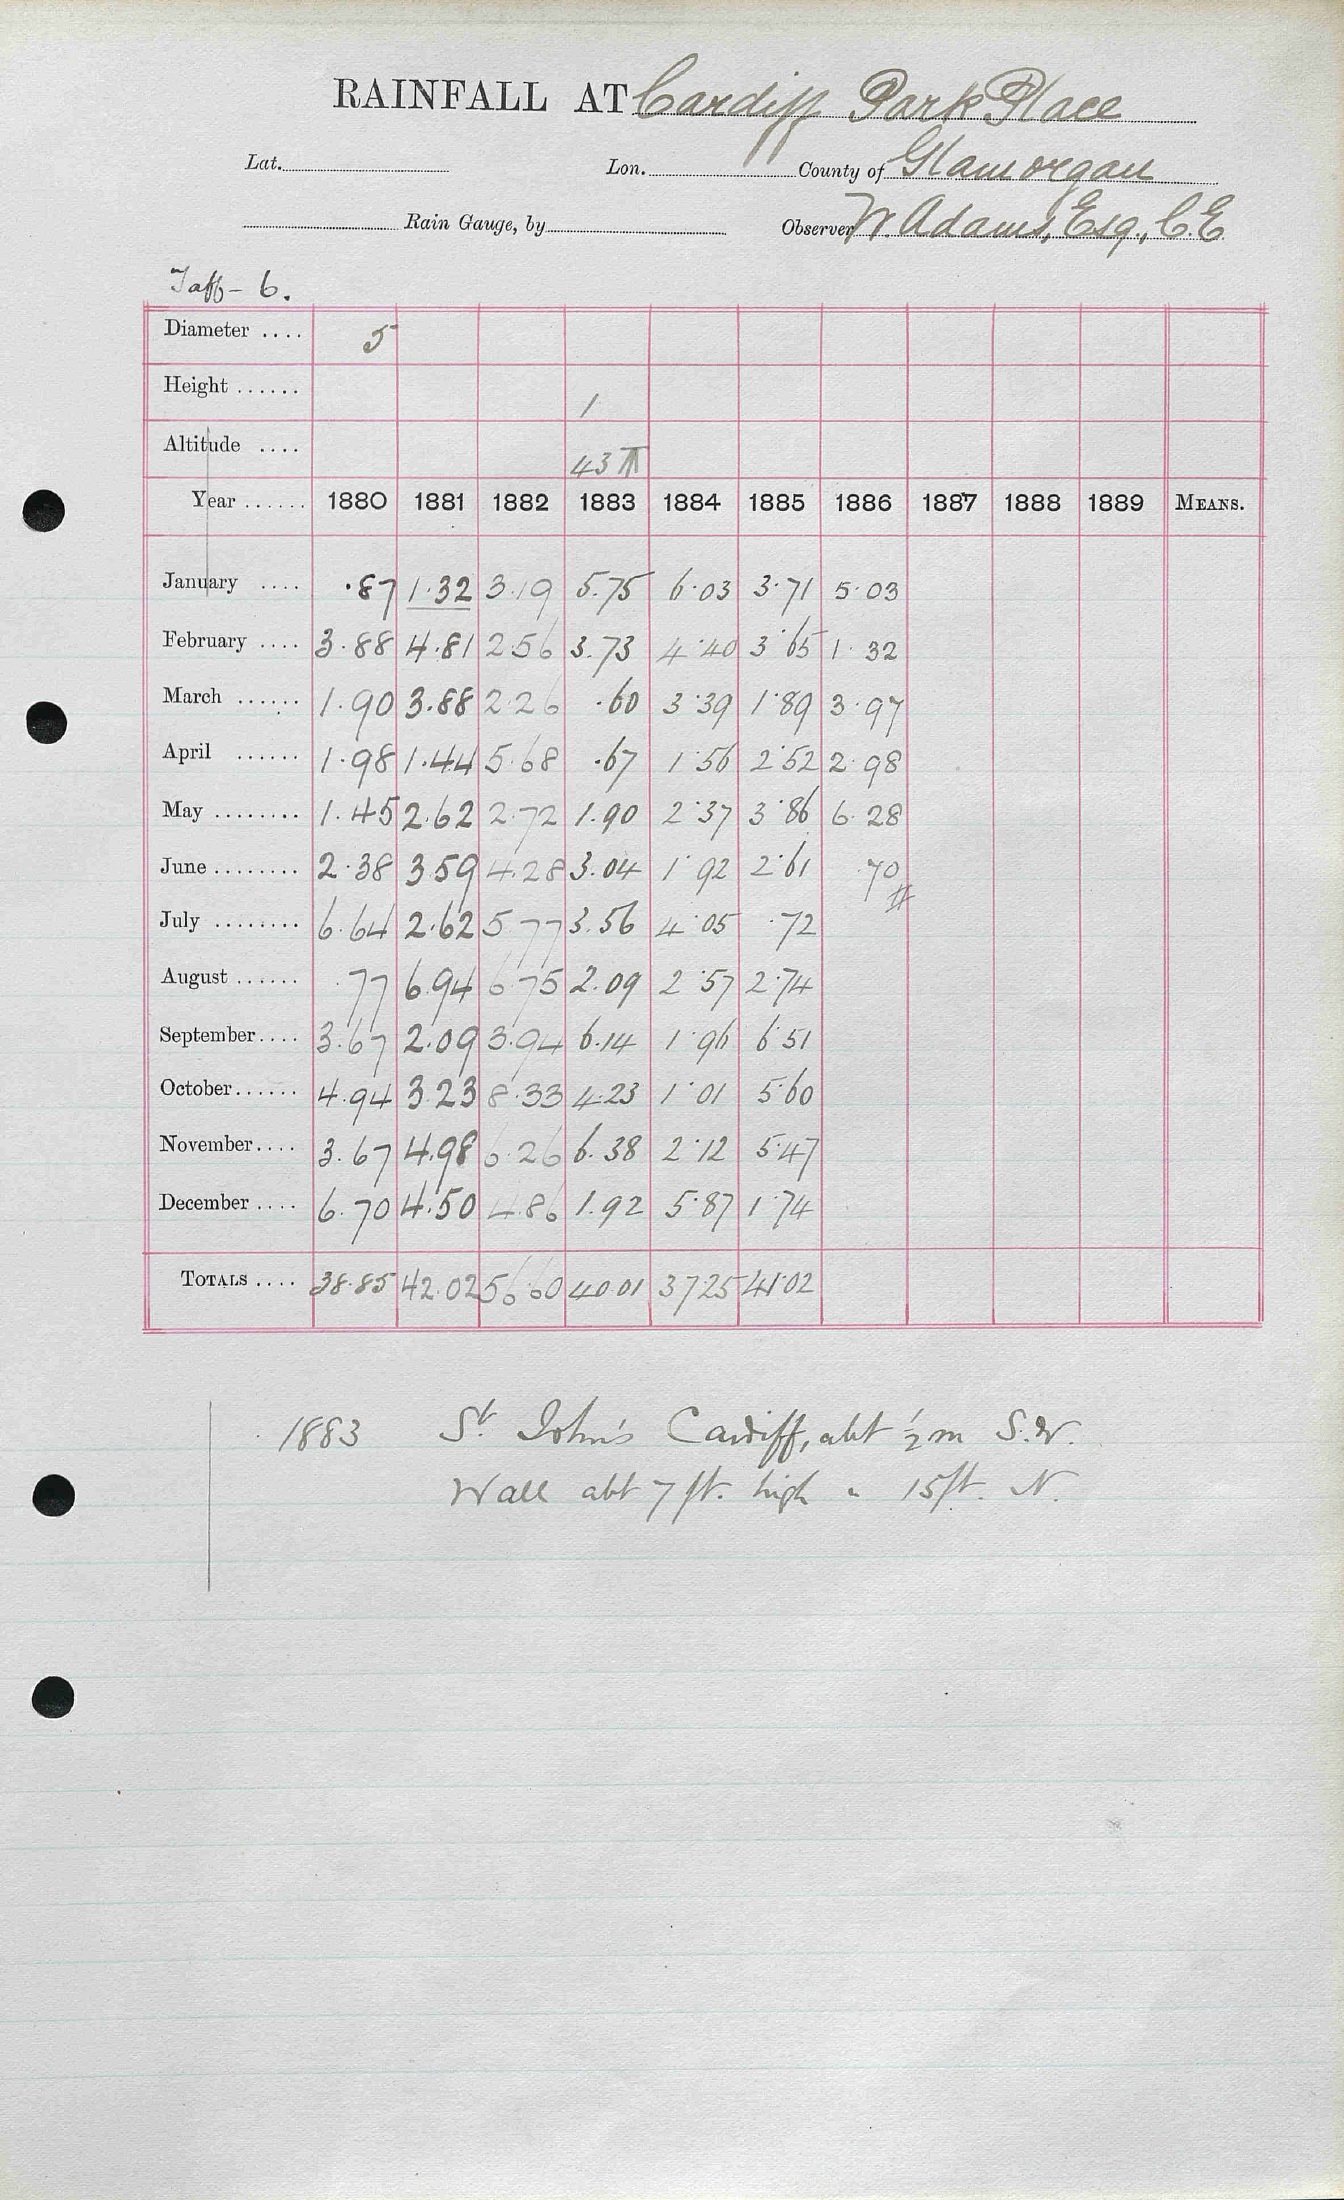 RAINFALL AT Cardiff Park Place
Lat. Lon. County of Glamorgan
Rain Gauge, by Observer W. Adams, Esq., C.E.
Taff - 6.
Diameter .... 5
Height ...... 1
Altitude .... 43
Year ...... 1880 1881 1882 1883 1884 1885 1886 1887 1888 1889 MEANS.
January .... .87 1.32 3.19 5.75 6.03 3.71 5.03
February .... 3.88 4.81 2.56 3.73 4.40 3.65 1.32
March ...... 1.90 3.88 2.26 .60 3.39 1.89 3.97
April ...... 1.98 1.44 5.68 .67 1.56 2.52 2.98
May ........ 1.45 2.62 2.72 1.90 2.37 3.86 6.28
June ........ 2.38 3.59 4.28 3.04 1.92 2.61 .70 #
July ........ 6.64 2.62 5.77 3.56 4.05 .72
August ...... .77 6.94 6.75 2.09 2.57 2.74
September.... 3.67 2.09 3.94 6.14 1.96 6.51
October...... 4.94 3.23 8.33 4.23 1.01 5.60
November.... 3.67 4.98 6.26 6.38 2.12 5.47
December .... 6.70 4.50 4.86 1.92 5.87 1.74
TOTALS .... 38.85 42.02 56.60 40.01 37.25 41.02
1883 St. John's Cardiff, abt ½ m S.W.
Wall abt 7 ft. high " 15 ft. N.